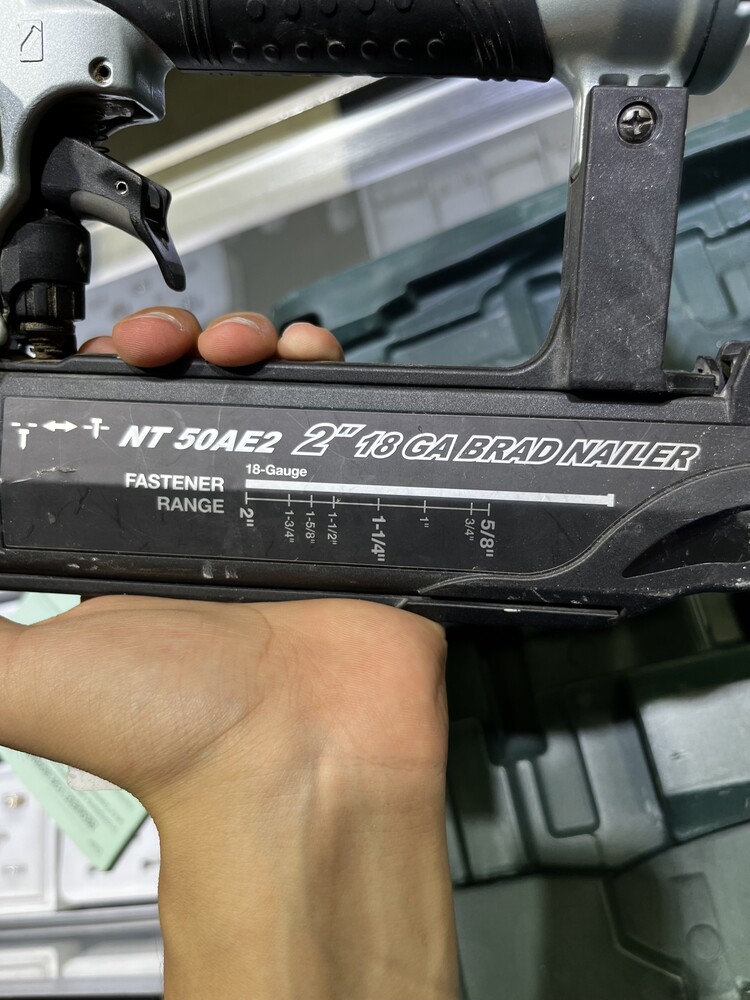 NT 50AE2 2" 18 GA BRAD NAILER
18-Gauge
FASTENER
RANGE
2" 1-3/4" 1-5/8" 1-1/2" 1-1/4" 1" 3/4" 5/8"